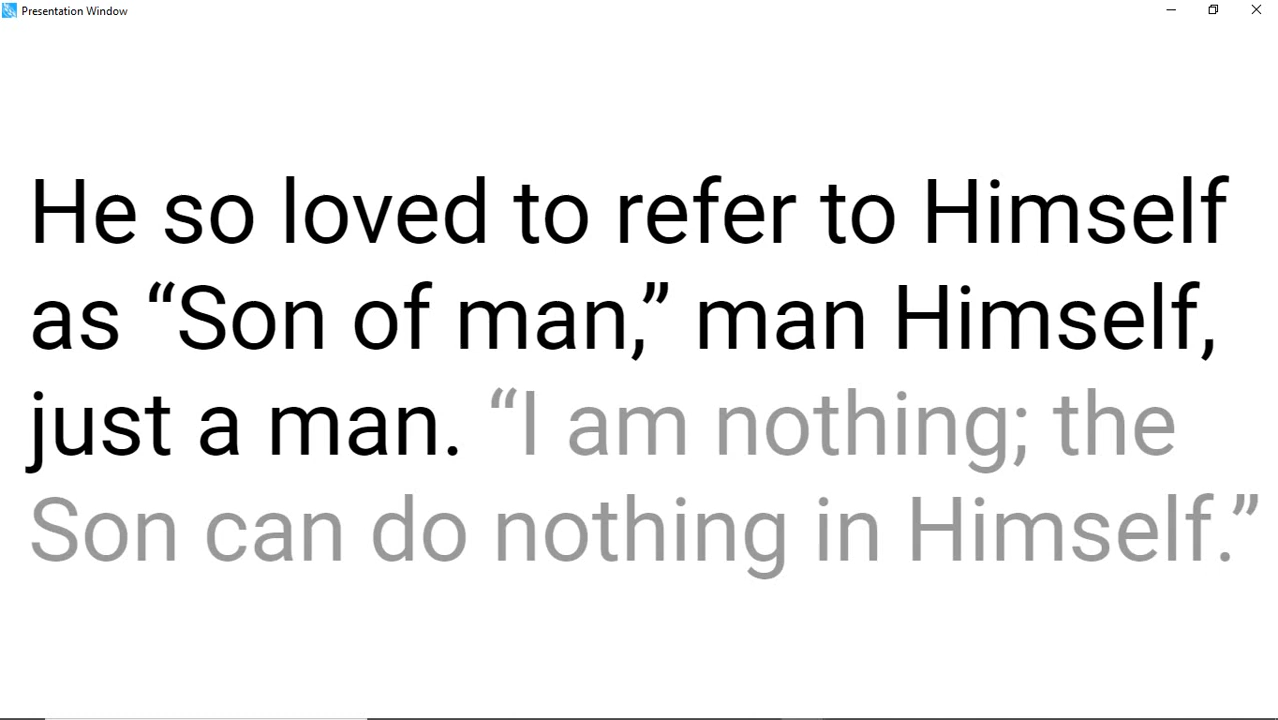 Presentation Window
He so loved to refer to Himself
as “Son of man,” man Himself,
just a man. “I am nothing; the
Son can do nothing in Himself.”